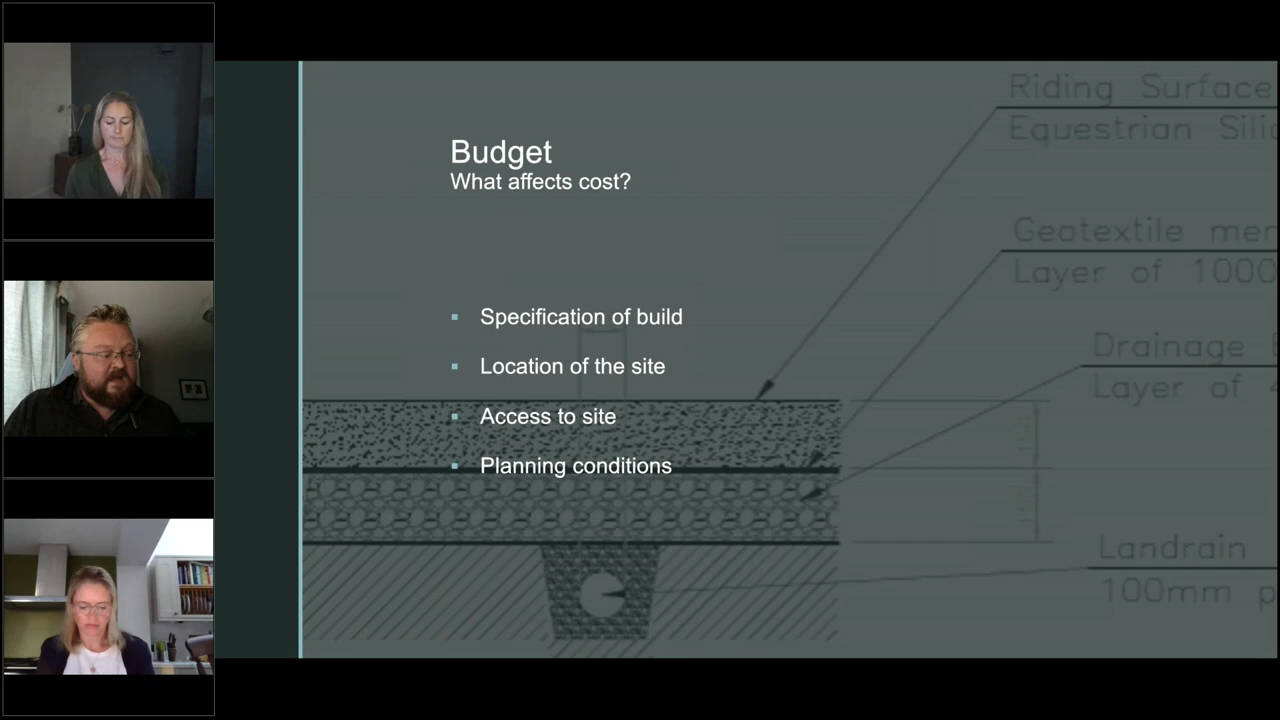 Budget
What affects cost?
Specification of build
Location of the site
Access to site
Planning conditions
Riding Surface
Equestrian
Geotextile
Layer of 1000
Drainage
Layer of
Landrain
100mm